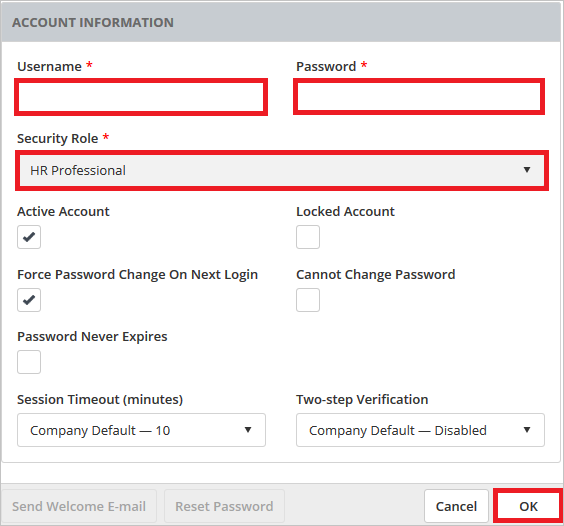 ACCOUNT INFORMATION
Username * Password *
Security Role *
HR Professional
Active Account Locked Account
Force Password Change On Next Login Cannot Change Password
Password Never Expires
Session Timeout (minutes) Two-step Verification
Company Default — 10 Company Default — Disabled
Send Welcome E-mail Reset Password Cancel OK